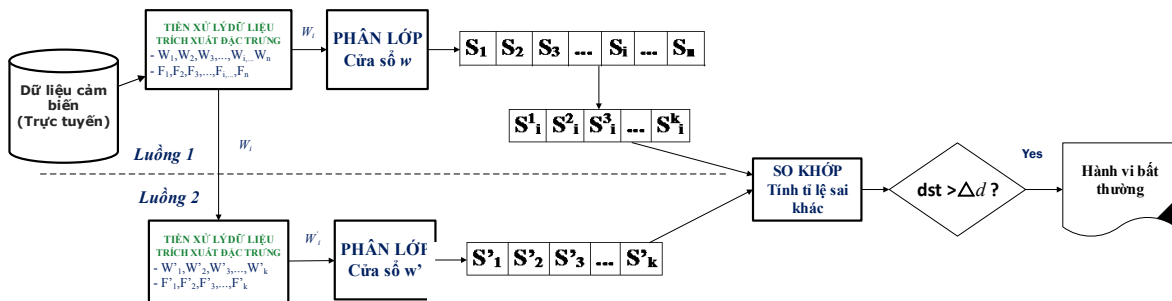 Dữ liệu cảm
biến
(Trực tuyến)
TIỀN XỬ LÝ DỮ LIỆU
TRÍCH XUẤT ĐẶC TRƯNG
- W1,W2,W3,...,Wi,...Wn
- F1,F2,F3,...,Fi,...,Fn
Wi
PHÂN LỚP
Cửa sổ w
S1 S2 S3 ... Si ... Sn
S1i S2i S3i ... Ski
Wi
Luồng 1
Luồng 2
SO KHỚP
Tính tỉ lệ sai
khác
dst >△d ?
Yes
Hành vi bất
thường
TIỀN XỬ LÝ DỮ LIỆU
TRÍCH XUẤT ĐẶC TRƯNG
- W’1,W’2,W’3,...,W’k
- F’1,F’2,F’3,...,F’k
W'i
PHÂN LỚP
Cửa sổ w’
S’1 S’2 S’3 ... S’k